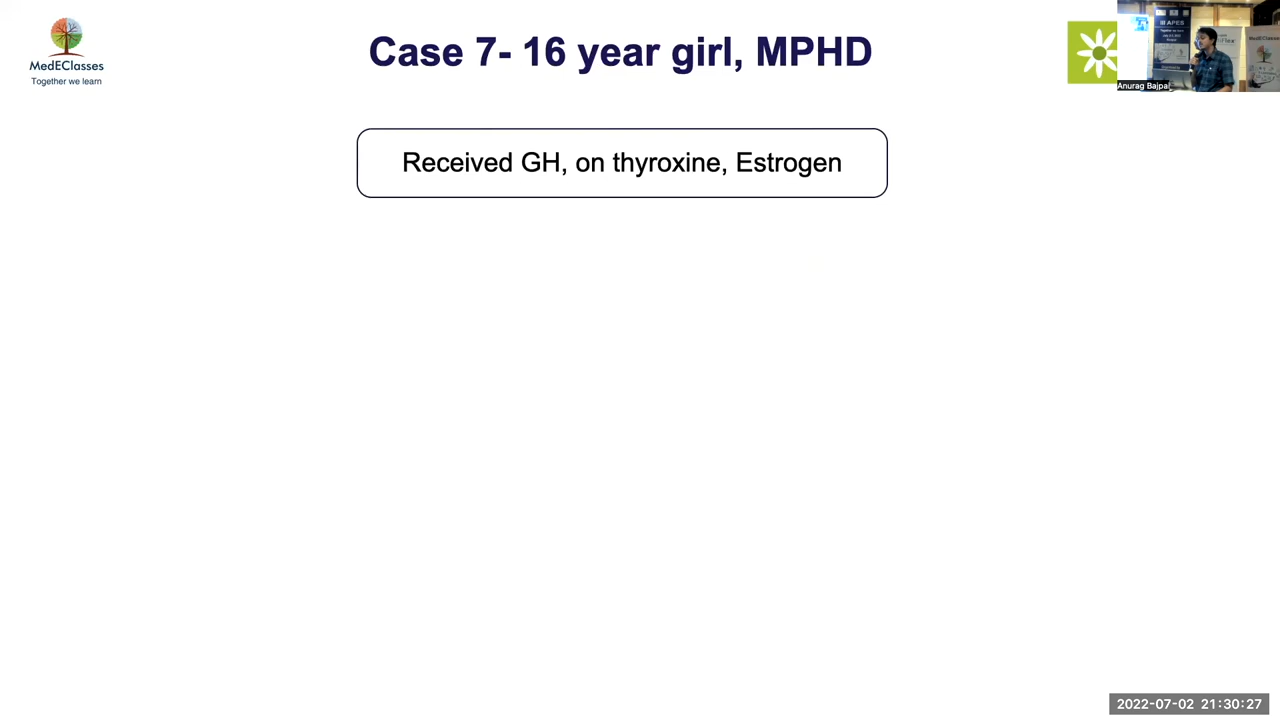 MedEClasses
Together we learn
Case 7- 16 year girl, MPHD
Anurag Bajpai
Received GH, on thyroxine, Estrogen
2022-07-02 21:30:27